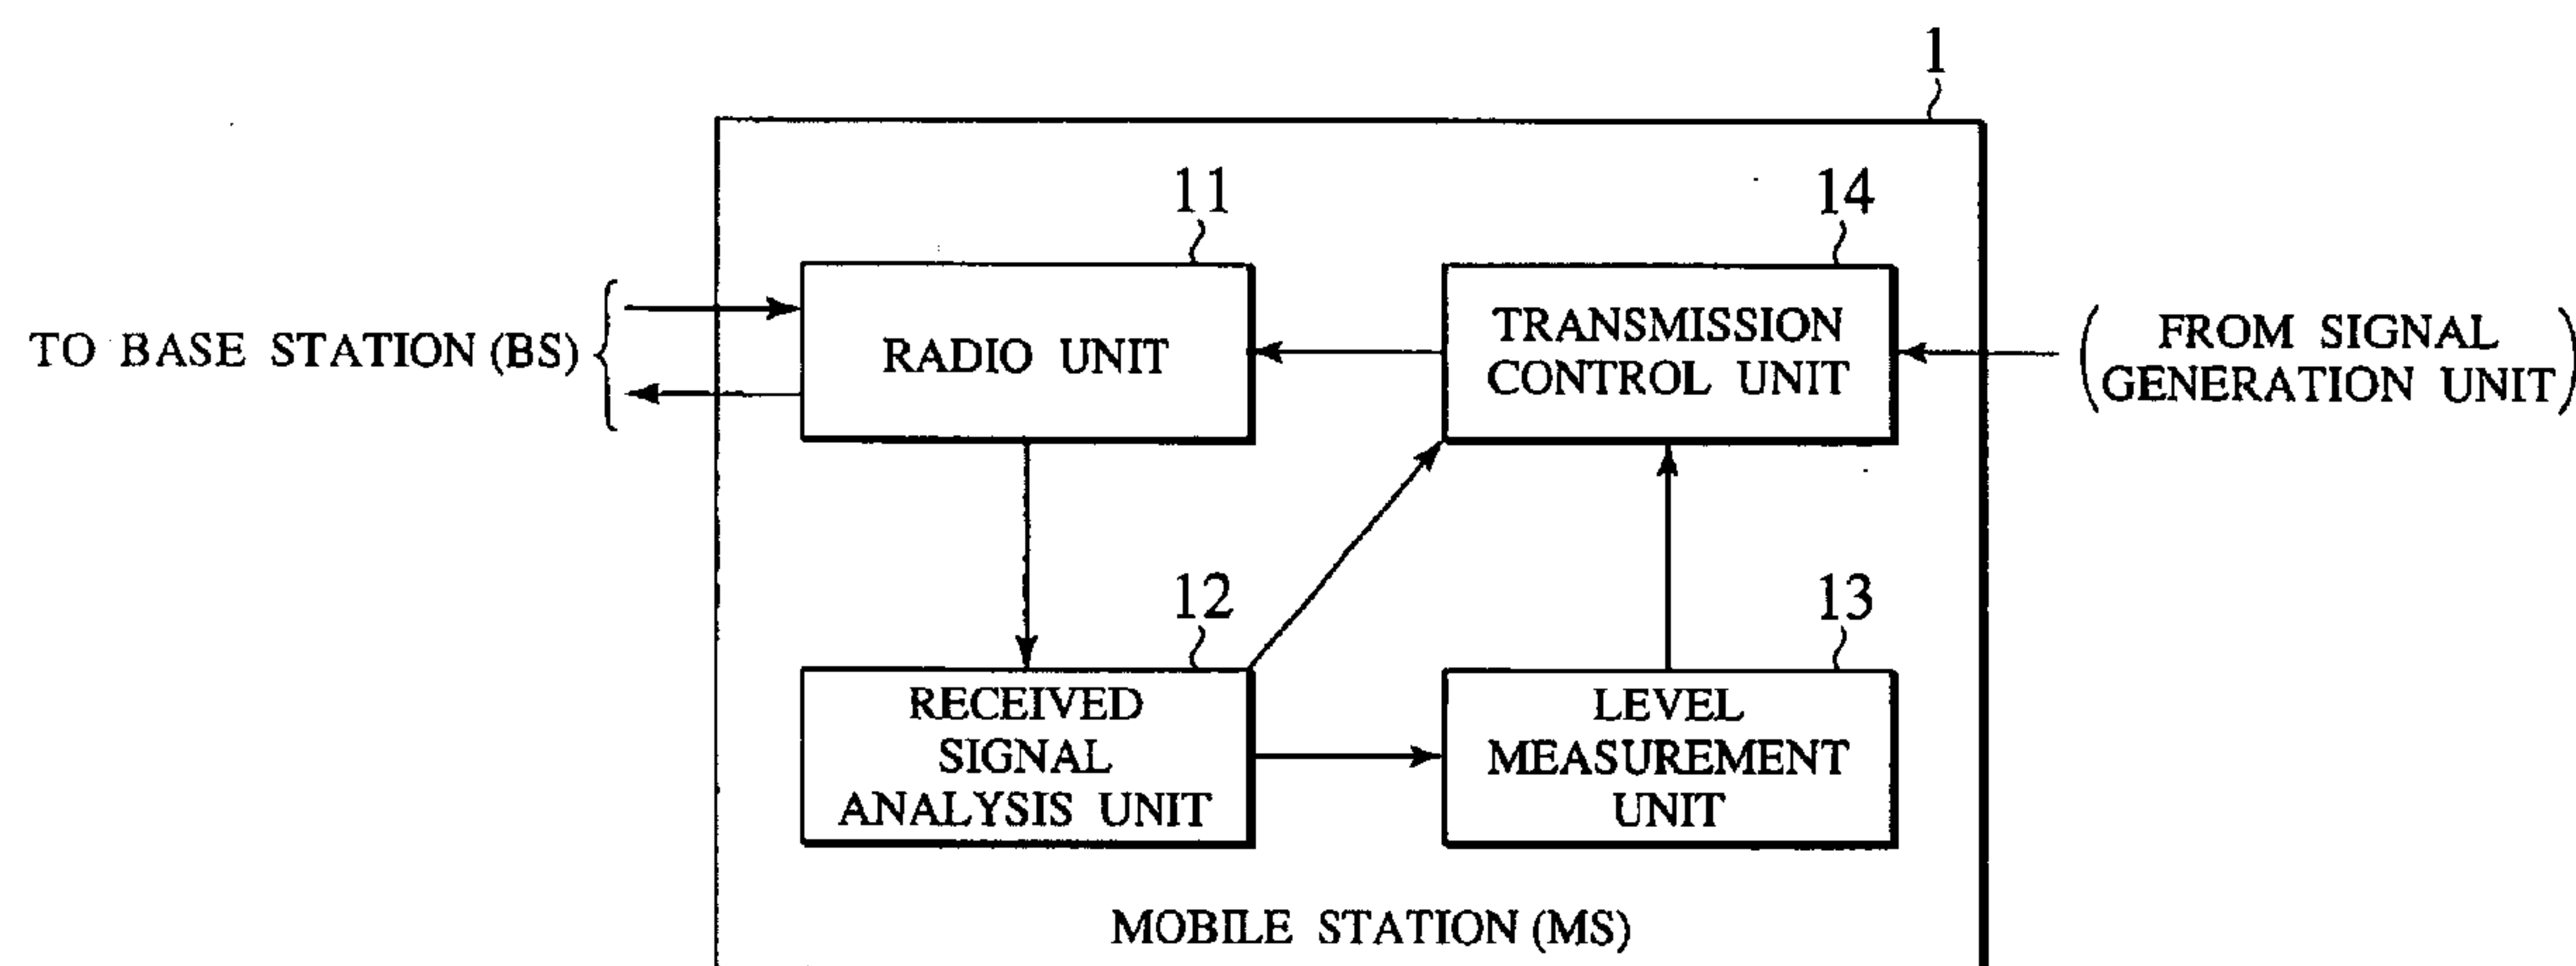 1
11
14
TO BASE STATION (BS)
RADIO UNIT
TRANSMISSION
CONTROL UNIT
(FROM SIGNAL
GENERATION UNIT)
12
13
RECEIVED
SIGNAL
ANALYSIS UNIT
LEVEL
MEASUREMENT
UNIT
MOBILE STATION (MS)